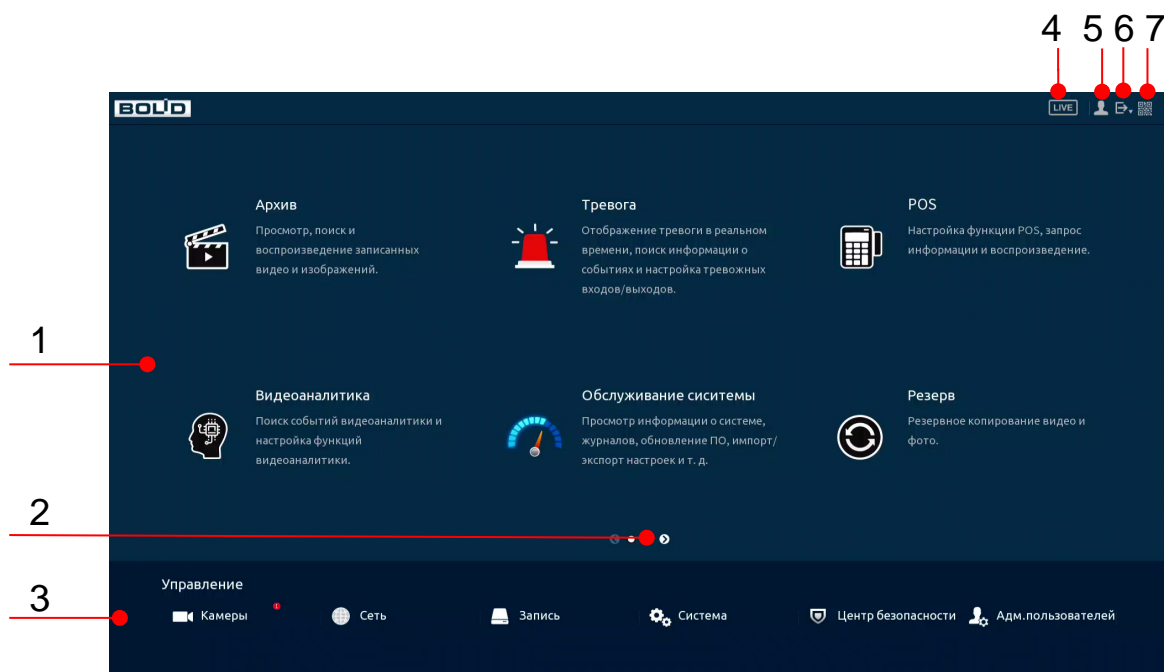 4 5 6 7
BOLID
LIVE
Архив
Просмотр, поиск и
воспроизведение записанных
видео и изображений.
Тревога
Отображение тревоги в реальном
времени, поиск информации о
событиях и настройка тревожных
входов/выходов.
POS
Настройка функции POS, запрос
информации и воспроизведение.
1
Видеоаналитика
Поиск событий видеоаналитики и
настройка функций
видеоаналитики.
Обслуживание сиситемы
Просмотр информации о системе,
журналов, обновление ПО, импорт/
экспорт настроек и т. д.
Резерв
Резервное копирование видео и
фото.
2
Управление
3
Камеры Сеть Запись Система Центр безопасности Адм.пользователей